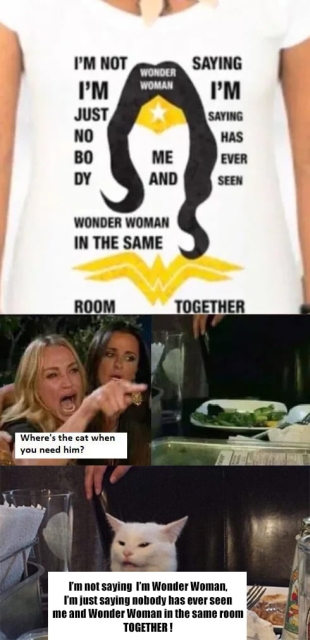 I'M NOT SAYING
WONDER
WOMAN
I'M I'M
JUST SAYING
NO HAS
BO ME EVER
DY AND SEEN
WONDER WOMAN
IN THE SAME
ROOM TOGETHER
Where's the cat when
you need him?
I'm not saying I'm Wonder Woman,
I'm just saying nobody has ever seen
me and Wonder Woman in the same room
TOGETHER !